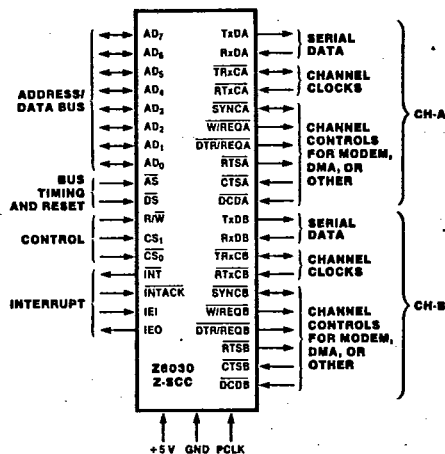 ADDRESS/
DATA BUS
BUS
TIMING
AND RESET
CONTROL
INTERRUPT
AD7
AD6
AD5
AD4
AD3
AD2
AD1
AD0
AS
DS
R/W
CS1
CS0
INT
INTACK
IEI
IEO
Z8030
Z-SCC
TxDA
RxDA
TRxCA
RTxCA
SYNCA
W/REQA
DTR/REQA
RTSA
CTSA
DCDA
TxDB
RxDB
TRxCB
RTxCB
SYNCB
W/REQB
DTR/REQB
RTSB
CTSB
DCDB
SERIAL
DATA
CHANNEL
CLOCKS
CHANNEL
CONTROLS
FOR MODEM,
DMA, OR
OTHER
CH-A
SERIAL
DATA
CHANNEL
CLOCKS
CHANNEL
CONTROLS
FOR MODEM,
DMA, OR
OTHER
CH-B
+5V GND PCLK